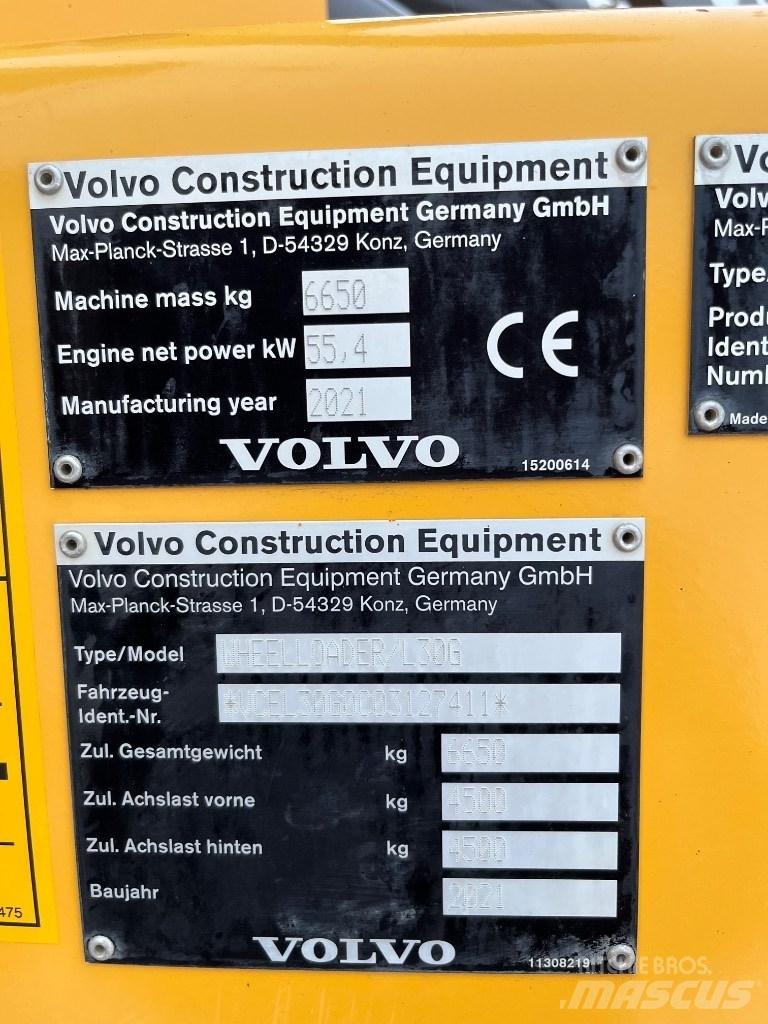 Volvo Construction Equipment
Volvo Construction Equipment Germany GmbH
Max-Planck-Strasse 1, D-54329 Konz, Germany
Machine mass kg 6650
Engine net power kW 55,4
Manufacturing year 2021
CE
VOLVO
15200614
Volvo Construction Equipment
Volvo Construction Equipment Germany GmbH
Max-Planck-Strasse 1, D-54329 Konz, Germany
Type/Model WHEELLOADER/L30G
Fahrzeug-
Ident.-Nr. *VCEL30G0C03127411*
Zul. Gesamtgewicht kg 6650
Zul. Achslast vorne kg 4500
Zul. Achslast hinten kg 4500
Baujahr 2021
VOLVO
11308219
Vo
Volv
Max-P
Type/
Produ
Ident
Numb
Made
475
RITCHIE BROS.
MASCUS